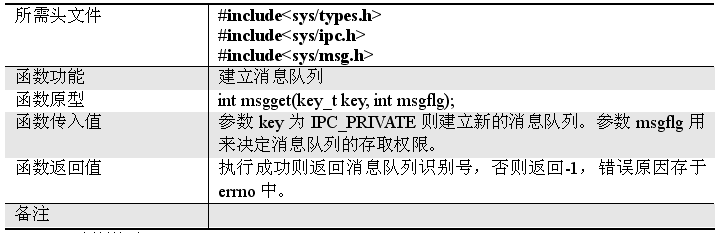 所需头文件 #include<sys/types.h>
#include<sys/ipc.h>
#include<sys/msg.h>
函数功能 建立消息队列
函数原型 int msgget(key_t key, int msgflg);
函数传入值 参数 key 为 IPC_PRIVATE 则建立新的消息队列。参数 msgflg 用
来决定消息队列的存取权限。
函数返回值 执行成功则返回消息队列识别号，否则返回-1，错误原因存于
errno 中。
备注